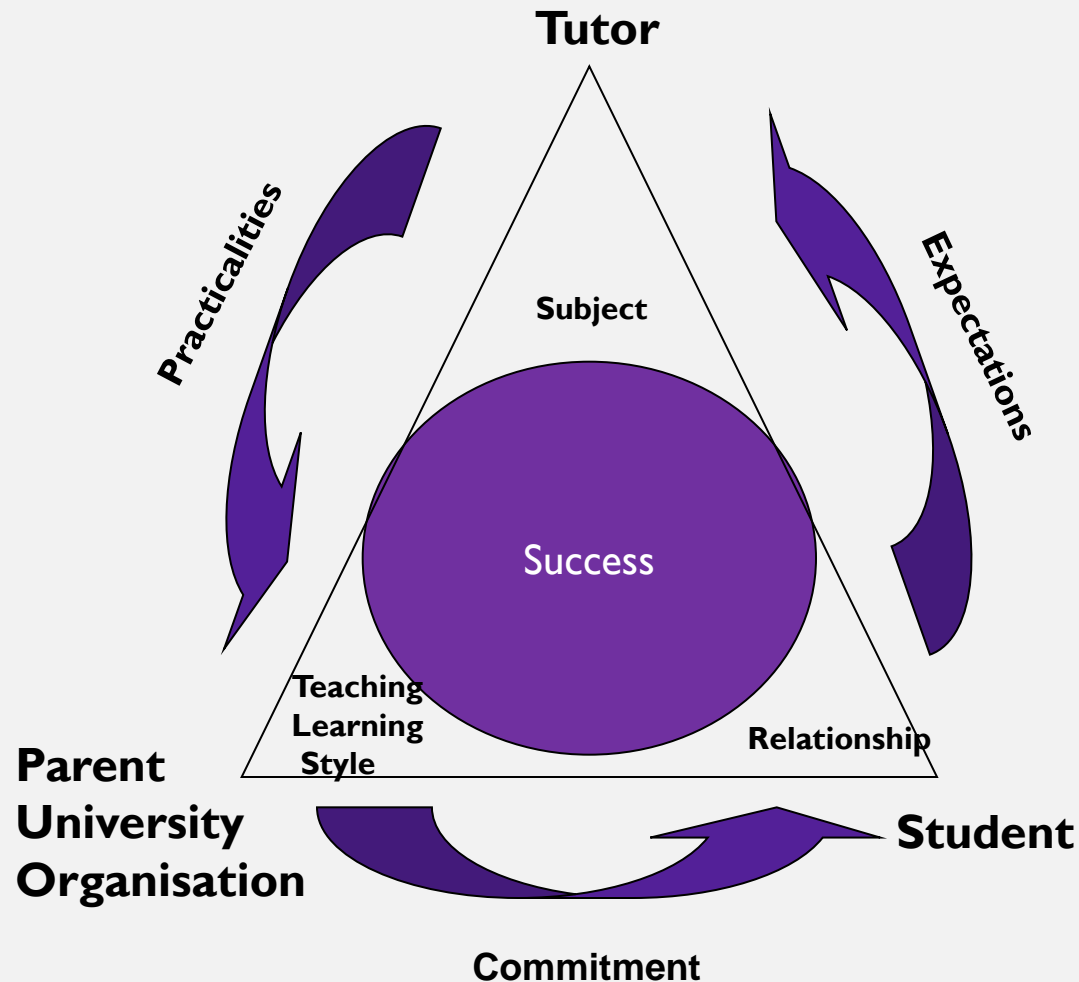 Tutor
Practicalities
Expectations
Subject
Success
Teaching
Learning
Style
Relationship
Parent
University
Organisation
Student
Commitment